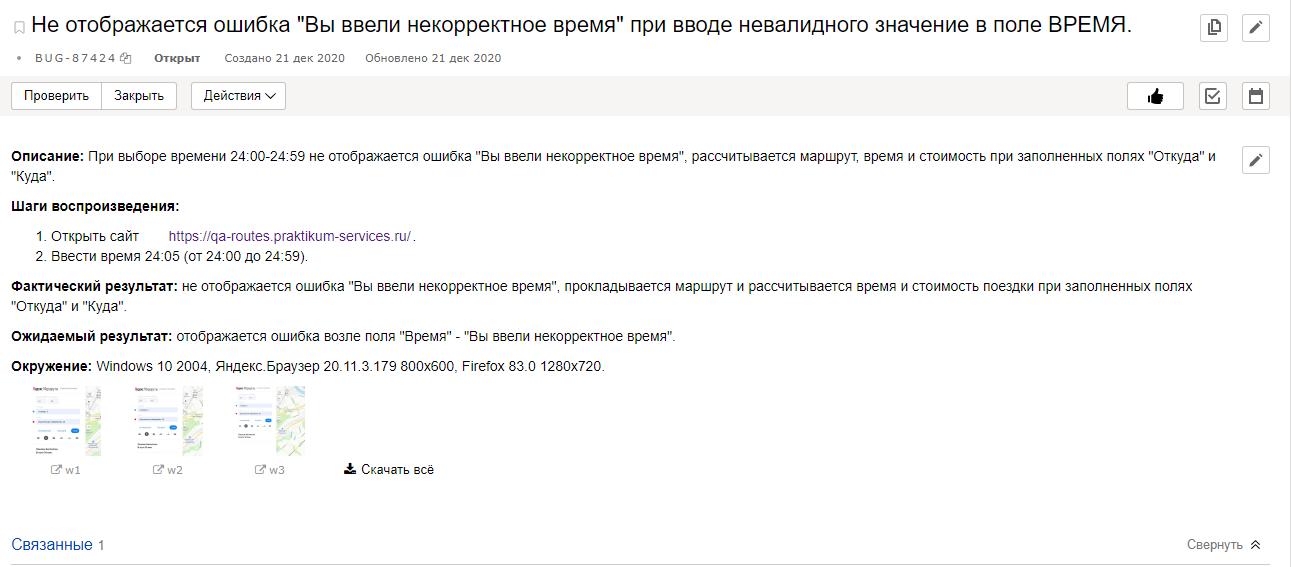 Не отображается ошибка "Вы ввели некорректное время" при вводе невалидного значение в поле ВРЕМЯ.
BUG-87424 Открыт Создано 21 дек 2020 Обновлено 21 дек 2020
Проверить Закрыть Действия
Описание: При выборе времени 24:00-24:59 не отображается ошибка "Вы ввели некорректное время", рассчитывается маршрут, время и стоимость при заполненных полях "Откуда" и
"Куда".
Шаги воспроизведения:
1. Открыть сайт https://qa-routes.praktikum-services.ru/ .
2. Ввести время 24:05 (от 24:00 до 24:59).
Фактический результат: не отображается ошибка "Вы ввели некорректное время", прокладывается маршрут и рассчитывается время и стоимость поездки при заполненных полях
"Откуда" и "Куда".
Ожидаемый результат: отображается ошибка возле поля "Время" - "Вы ввели некорректное время".
Окружение: Windows 10 2004, Яндекс.Браузер 20.11.3.179 800x600, Firefox 83.0 1280x720.
w1 w2 w3 Скачать всё
Связанные 1 Свернуть